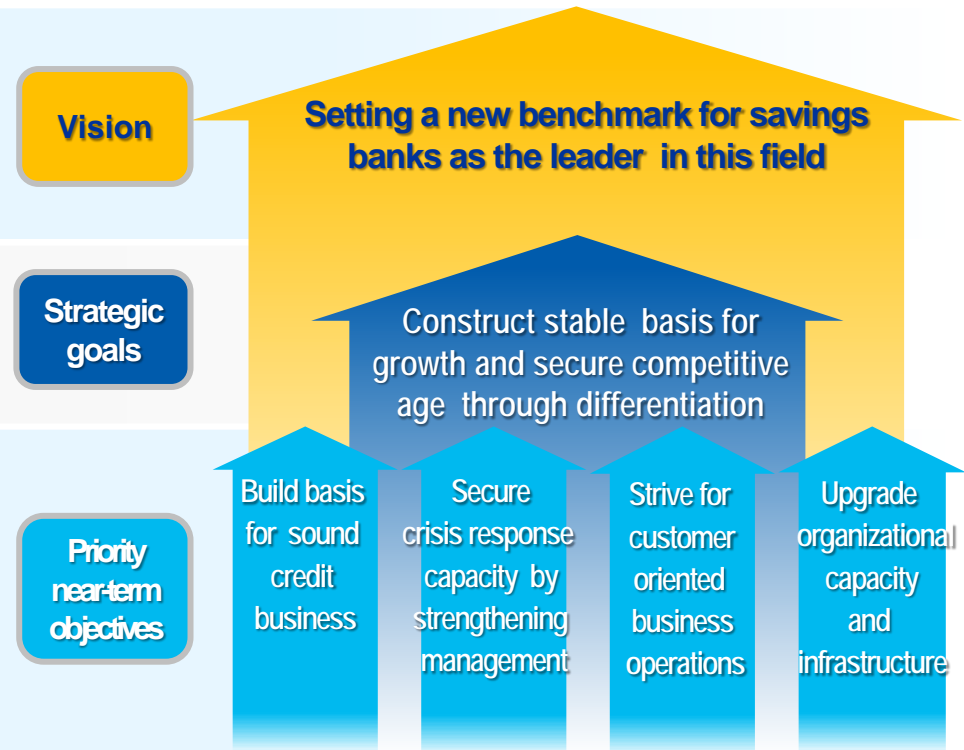 Vision
Setting a new benchmark for savings
banks as the leader in this field
Strategic
goals
Construct stable basis for
growth and secure competitive
age through differentiation
Priority
near-term
objectives
Build basis
for sound
credit
business
Secure
crisis response
capacity by
strengthening
management
Strive for
customer
oriented
business
operations
Upgrade
organizational
capacity
and
infrastructure